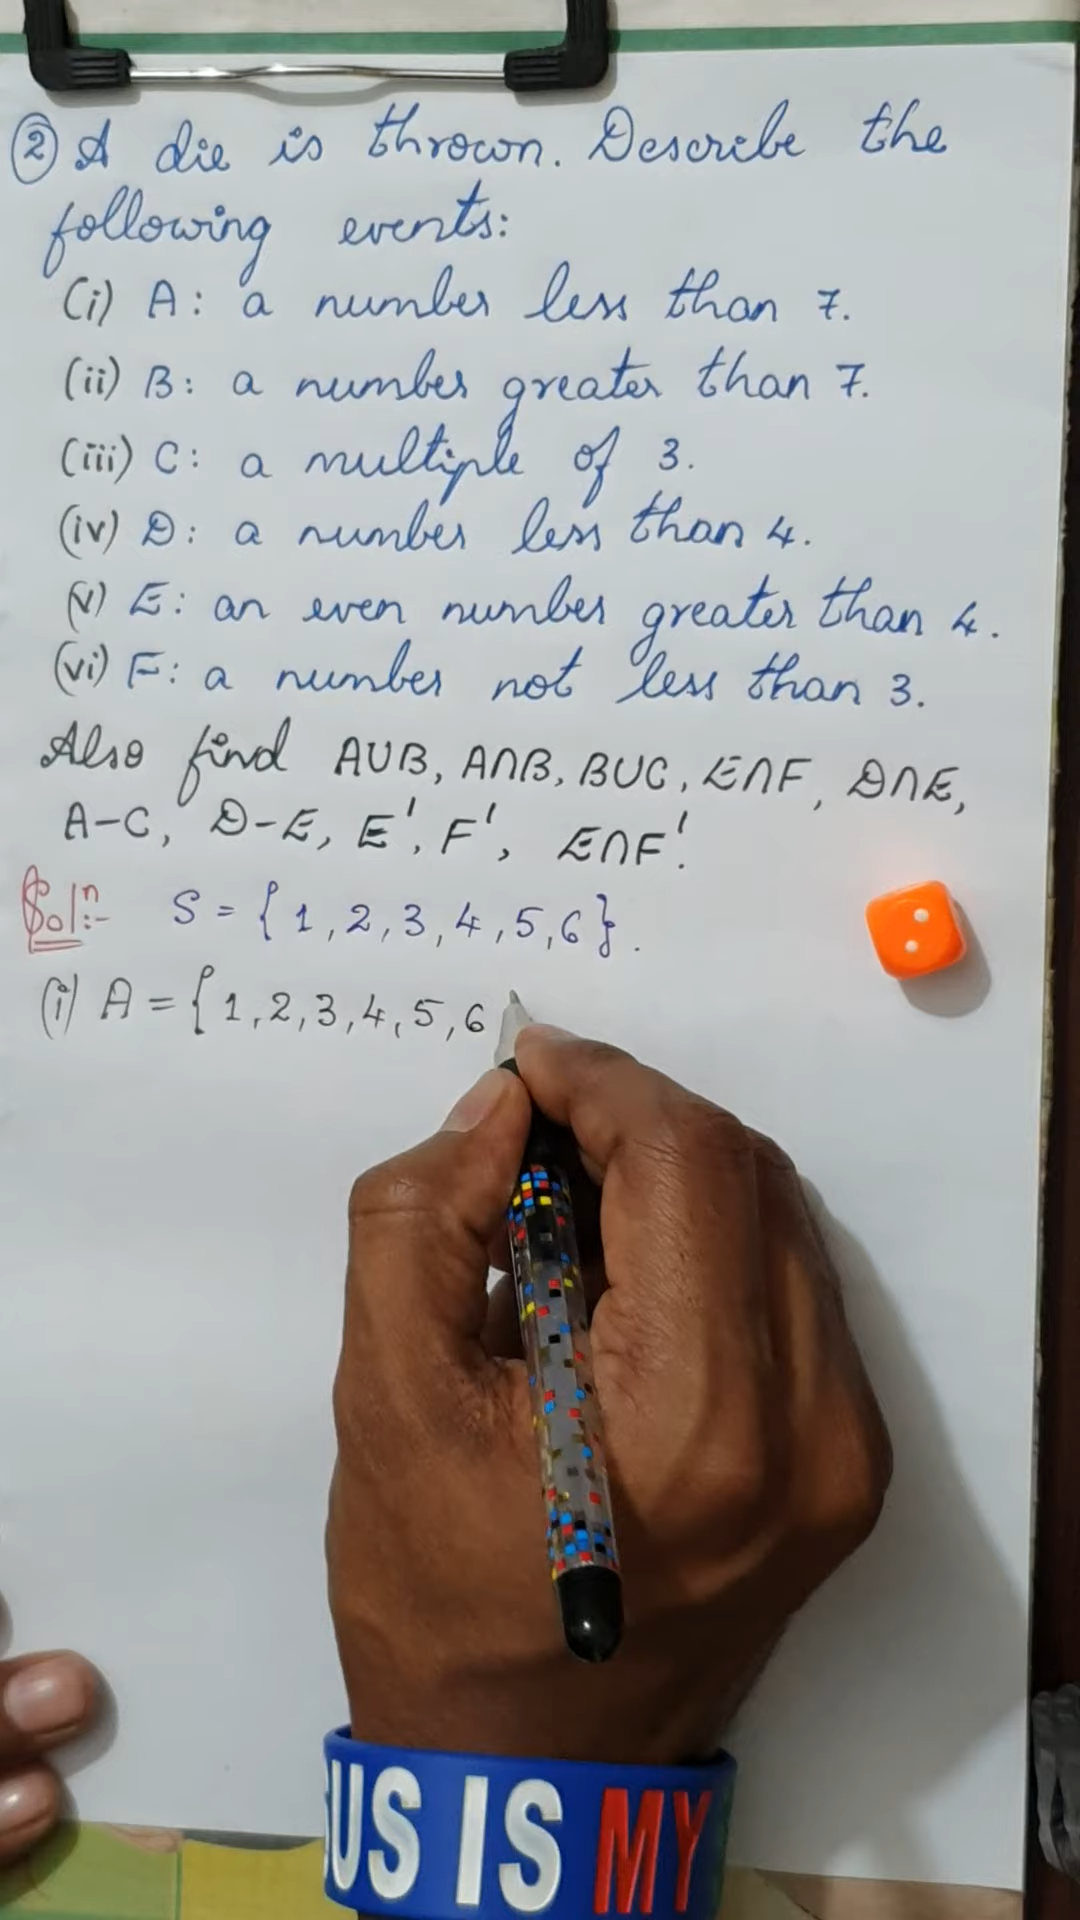 ② A die is thrown. Describe the
following events:
(i) A: a number less than 7.
(ii) B: a number greater than 7.
(iii) C: a multiple of 3.
(iv) D: a number less than 4.
(v) E: an even number greater than 4.
(vi) F: a number not less than 3.
Also find A∪B, A∩B, B∪C, E∩F, D∩E,
A-C, D-E, E', F', E∩F'.
Solⁿ:- S = {1,2,3,4,5,6}.
(i) A = {1,2,3,4,5,6
US IS MY